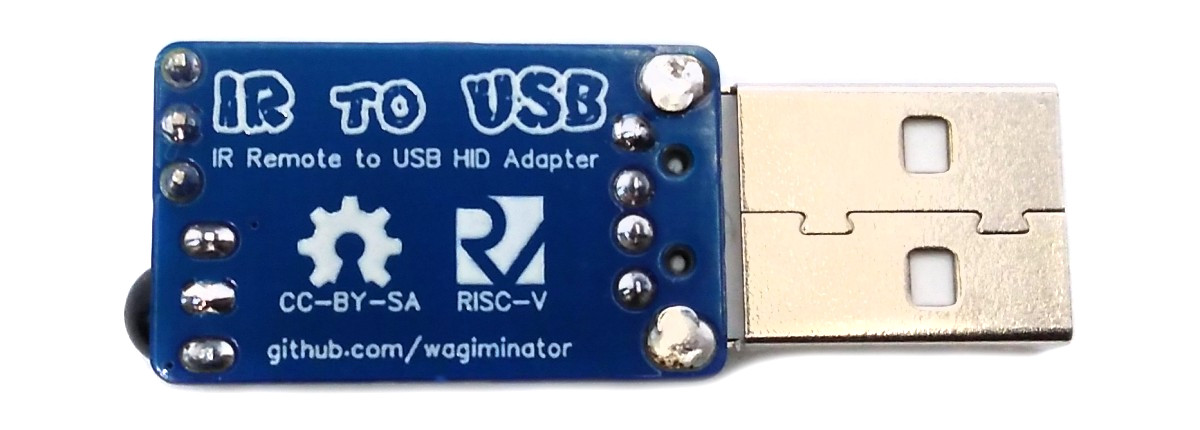 IR TO USB
IR Remote to USB HID Adapter
CC-BY-SA RISC-V
github.com/wagiminator